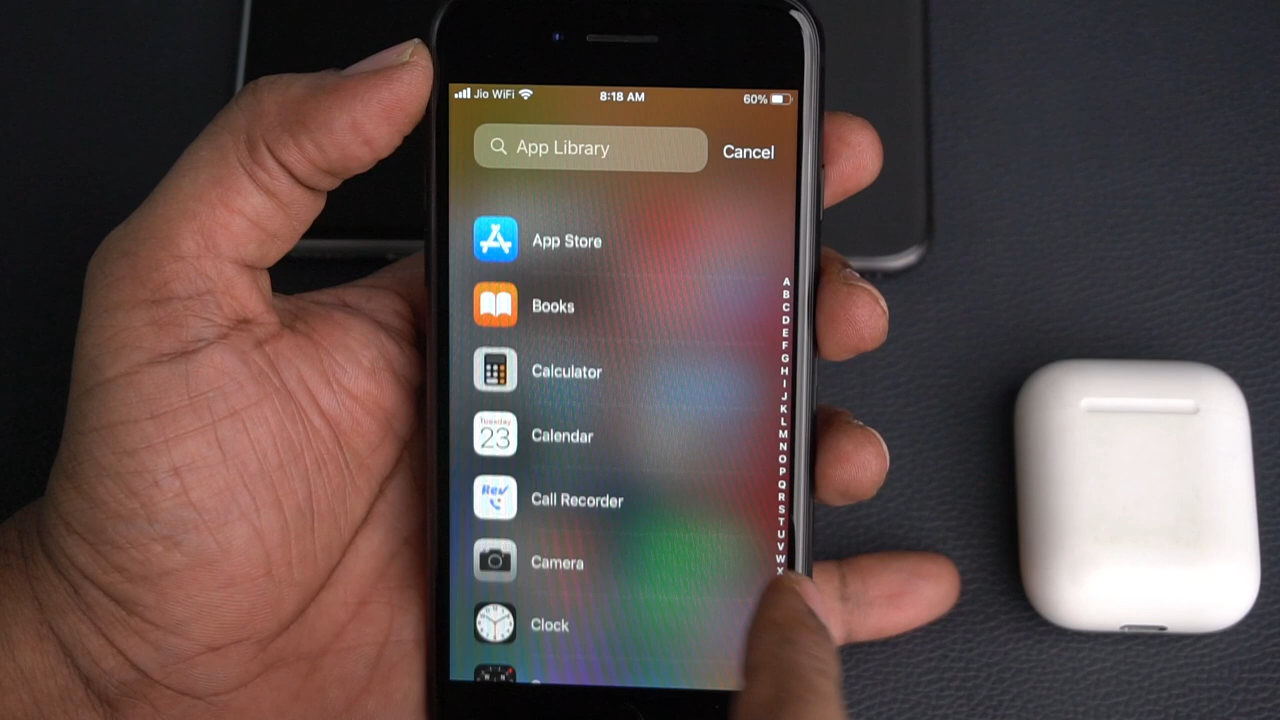 Jio WiFi 8:18 AM 60%
App Library Cancel
App Store
Books
Calculator
Tuesday
23
Calendar
Rev
Call Recorder
Camera
Clock
A
B
C
D
E
F
G
H
I
J
K
L
M
N
O
P
Q
R
S
T
U
V
W
X